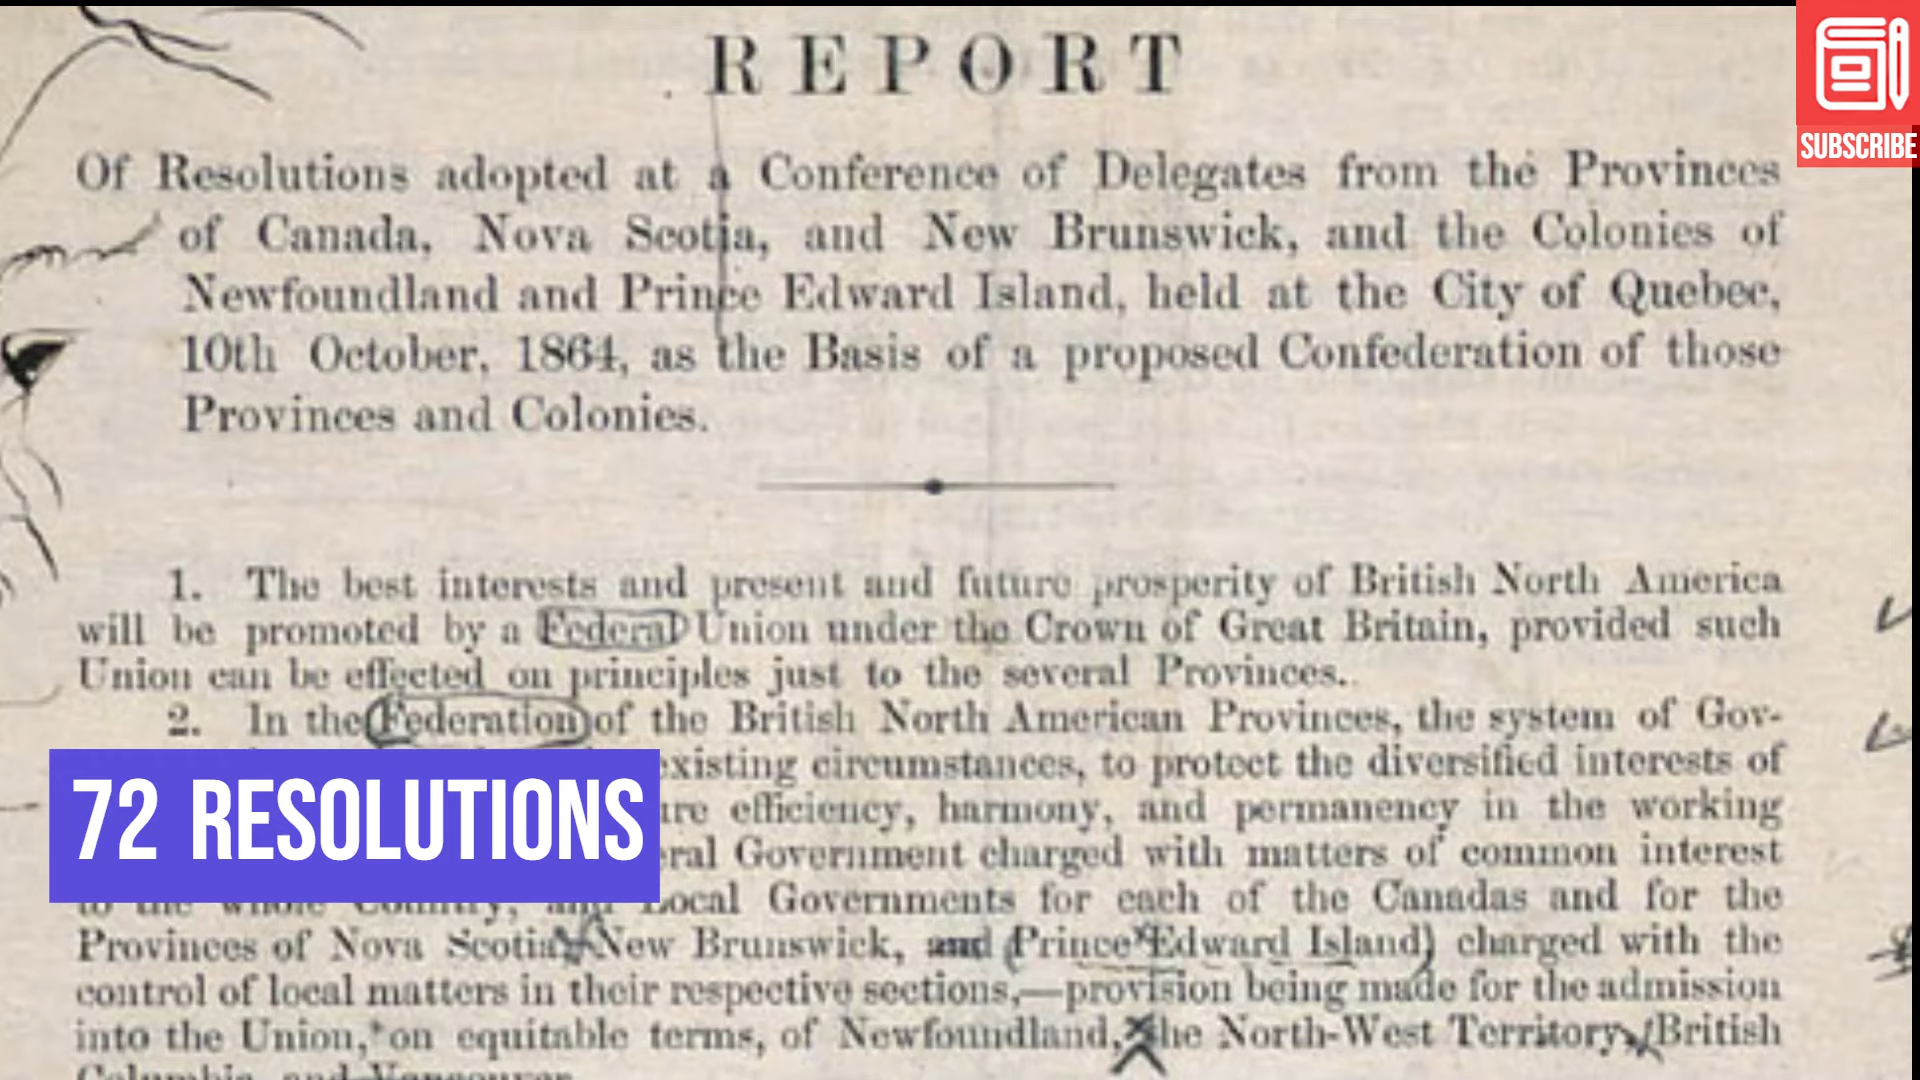 REPORT
SUBSCRIBE
Of Resolutions adopted at a Conference of Delegates from the Provinces
of Canada, Nova Scotia, and New Brunswick, and the Colonies of
Newfoundland and Prince Edward Island, held at the City of Quebec,
10th October, 1864, as the Basis of a proposed Confederation of those
Provinces and Colonies.
1. The best interests and present and future prosperity of British North America
will be promoted by a Federal Union under the Crown of Great Britain, provided such
Union can be effected on principles just to the several Provinces.
2. In the Federation of the British North American Provinces, the system of Gov-
existing circumstances, to protect the diversified interests of
efficiency, harmony, and permanency in the working
72 RESOLUTIONS
Government charged with matters of common interest
to the whole Country, and Local Governments for each of the Canadas and for the
Provinces of Nova Scotia, New Brunswick, and Prince Edward Island) charged with the
control of local matters in their respective sections,—provision being made for the admission
into the Union, on equitable terms, of Newfoundland, the North-West Territory, British